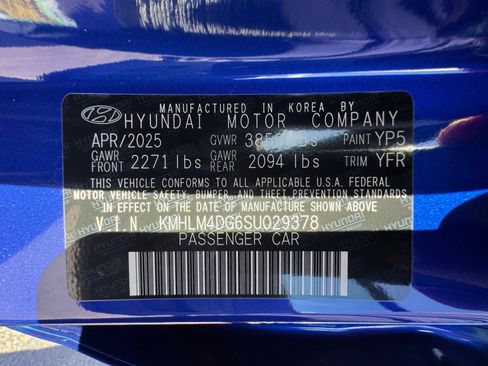 MANUFACTURED IN KOREA BY
HYUNDAI MOTOR COMPANY
APR/2025 GVWR lbs PAINT YP5
GAWR FRONT 2271 lbs GAWR REAR 2094 lbs TRIM YFR
THIS VEHICLE CONFORMS TO ALL APPLICABLE U.S.A. FEDERAL
MOTOR VEHICLE SAFETY, BUMPER, AND THEFT PREVENTION STANDARDS
IN EFFECT ON THE DATE OF MANUFACTURE SHOWN ABOVE.
V.I.N. KMHLM4DG6SU029378
PASSENGER CAR